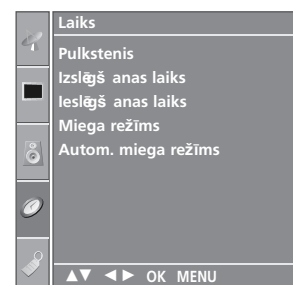 Laiks
Pulkstenis
Izslēgš anas laiks
Ieslēgš anas laiks
Miega režīms
Autom. miega režīms
▲▼ ◄► OK MENU